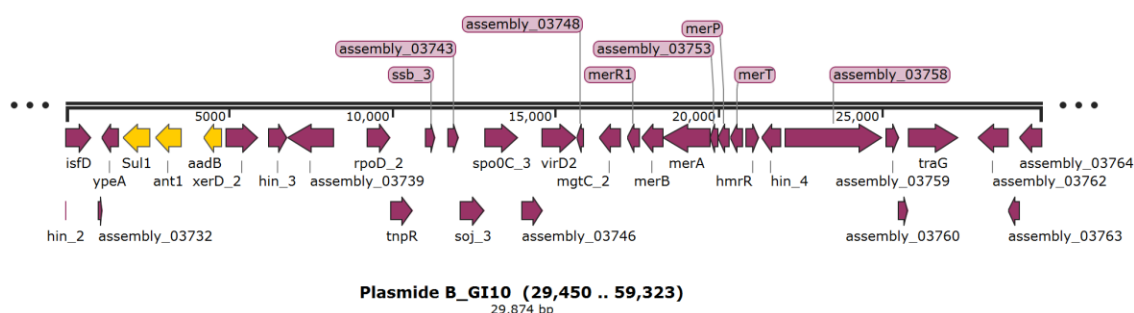 assembly_03748
merP
assembly_03743
assembly_03753
ssb_3
merR1
merT
assembly_03758
5000
10,000
15,000
20,000
25,000
isfD
Sul1
aadB
hin_3
rpoD_2
spo0C_3
virD2
merA
hmrR
traG
assembly_03764
ypeA
ant1
xerD_2
assembly_03739
mgtC_2
merB
hin_4
assembly_03759
assembly_03762
hin_2
assembly_03732
tnpR
soj_3
assembly_03746
assembly_03760
assembly_03763
Plasmide B_GI10 (29,450 .. 59,323)
29,874 bp